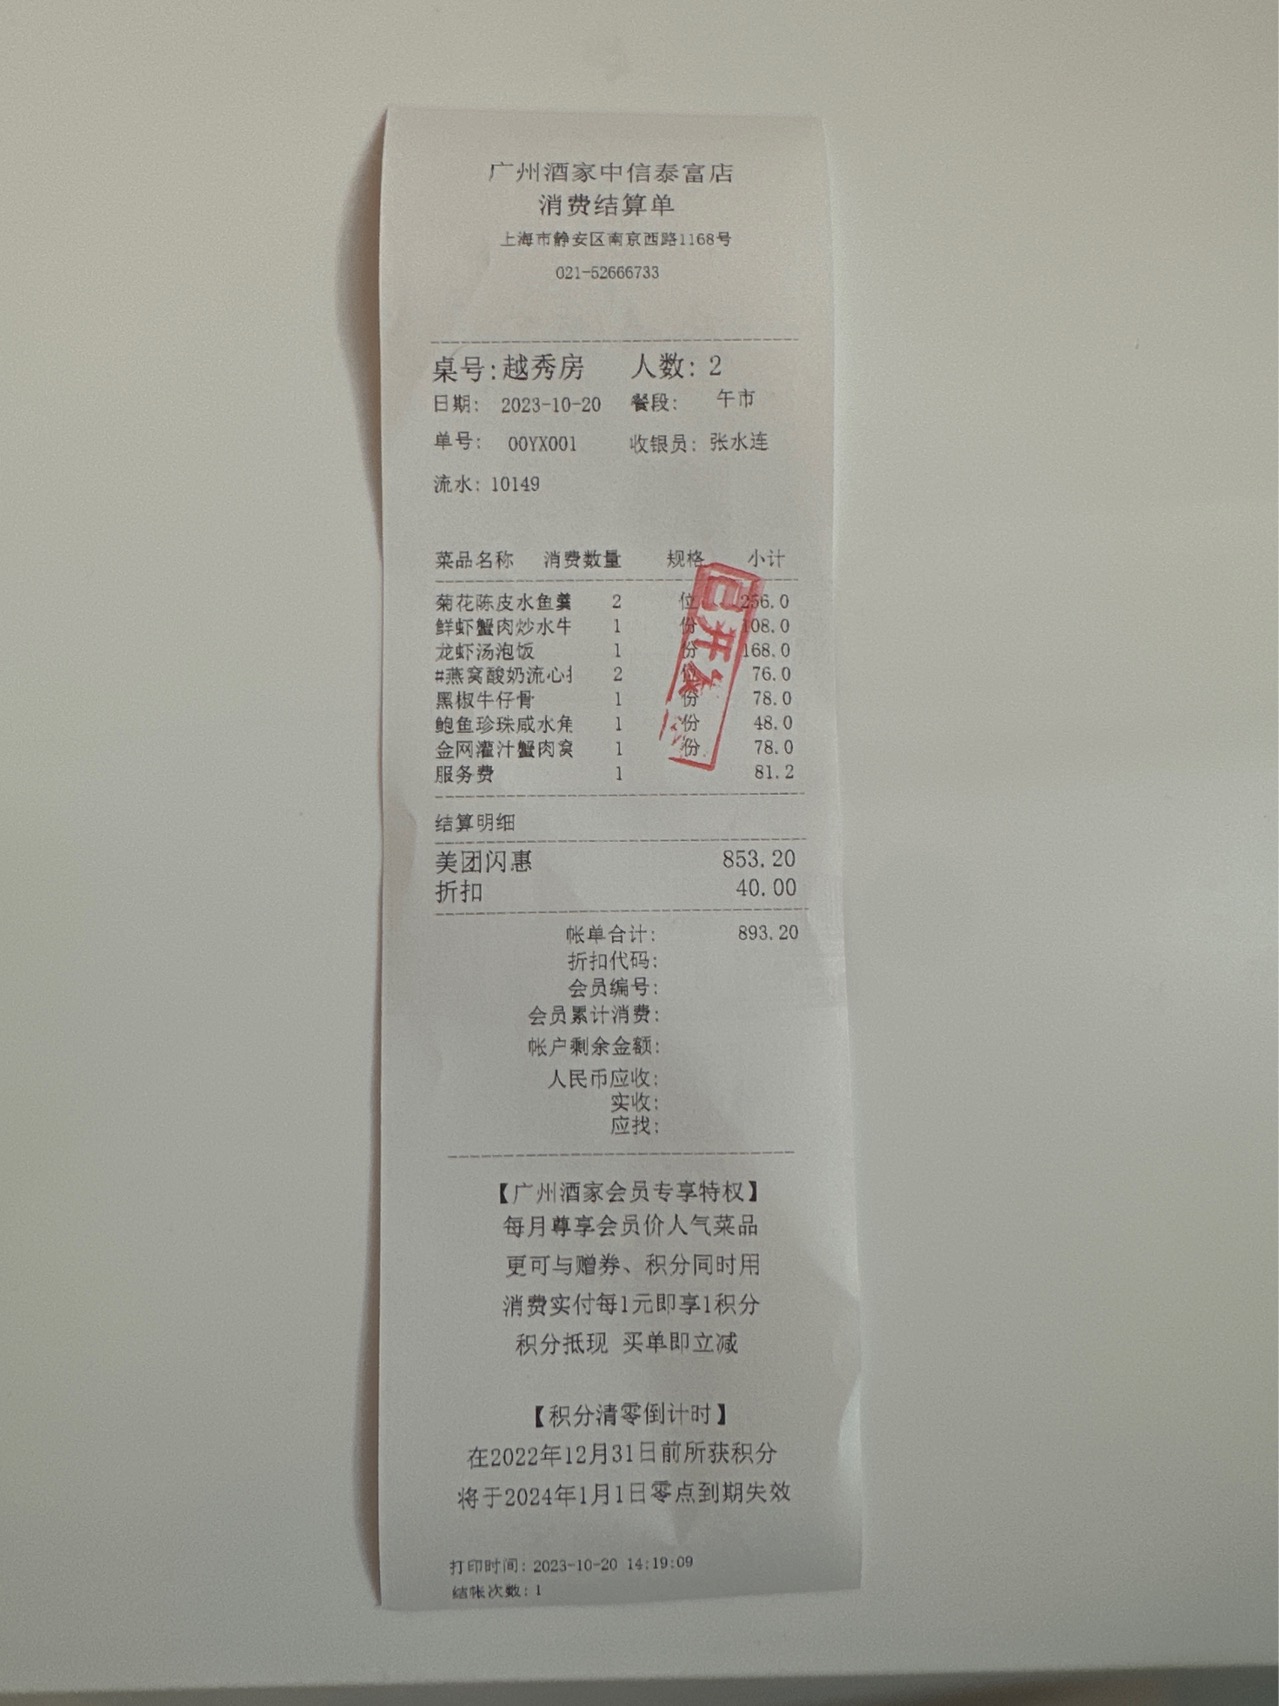 广州酒家中信泰富店
消费结算单
上海市静安区南京西路1168号
021-52666733
桌号:越秀房 人数: 2
日期: 2023-10-20 餐段: 午市
单号: 00YX001 收银员: 张水连
流水: 10149
菜品名称 消费数量 规格 小计
菊花陈皮水鱼羹 2 位 256.0
鲜虾蟹肉炒水牛 1 份 108.0
龙虾汤泡饭 1 份 168.0
#燕窝酸奶流心 2 位 76.0
黑椒牛仔骨 1 份 78.0
鲍鱼珍珠咸水角 1 份 48.0
金网灌汁蟹肉窝 1 份 78.0
服务费 1 81.2
已开
结算明细
美团闪惠 853.20
折扣 40.00
帐单合计: 893.20
折扣代码:
会员编号:
会员累计消费:
帐户剩余金额:
人民币应收:
实收:
应找:
【广州酒家会员专享特权】
每月尊享会员价人气菜品
更可与赠券、积分同时用
消费实付每1元即享1积分
积分抵现 买单即立减
【积分清零倒计时】
在2022年12月31日前所获积分
将于2024年1月1日零点到期失效
打印时间: 2023-10-20 14:19:09
结帐次数: 1